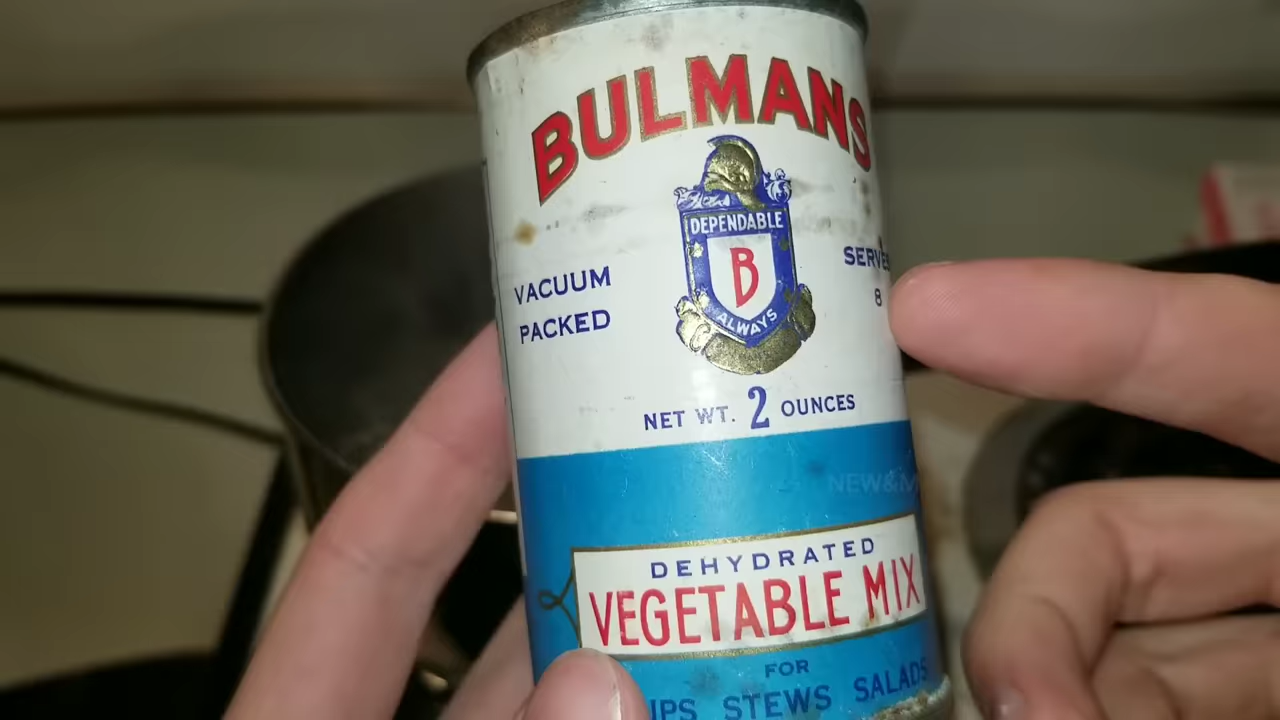 BULMANS
DEPENDABLE
B
ALWAYS
VACUUM
PACKED
SERVES
8
NET WT. 2 OUNCES
DEHYDRATED
VEGETABLE MIX
FOR
STEWS SALADS